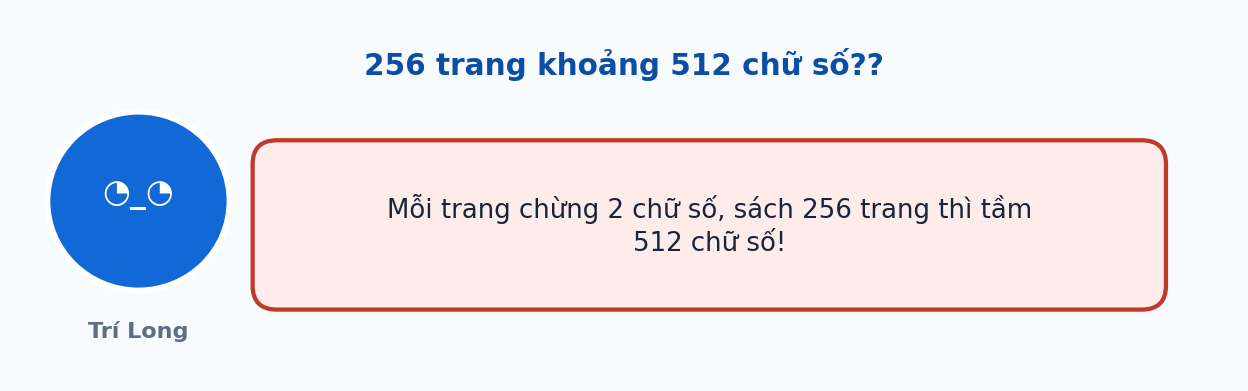 256 trang khoảng 512 chữ số??
◔_◔
Mỗi trang chừng 2 chữ số, sách 256 trang thì tầm
512 chữ số!
Trí Long